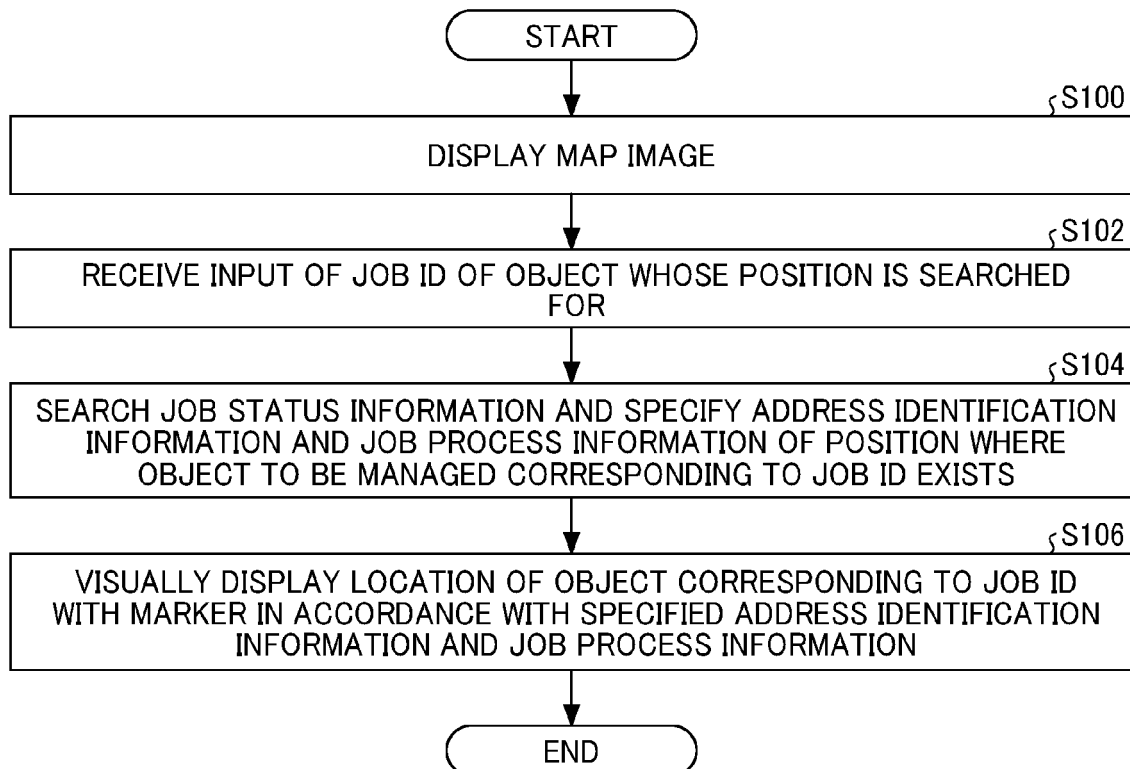 START
S100
DISPLAY MAP IMAGE
S102
RECEIVE INPUT OF JOB ID OF OBJECT WHOSE POSITION IS SEARCHED
FOR
S104
SEARCH JOB STATUS INFORMATION AND SPECIFY ADDRESS IDENTIFICATION
INFORMATION AND JOB PROCESS INFORMATION OF POSITION WHERE
OBJECT TO BE MANAGED CORRESPONDING TO JOB ID EXISTS
S106
VISUALLY DISPLAY LOCATION OF OBJECT CORRESPONDING TO JOB ID
WITH MARKER IN ACCORDANCE WITH SPECIFIED ADDRESS IDENTIFICATION
INFORMATION AND JOB PROCESS INFORMATION
END